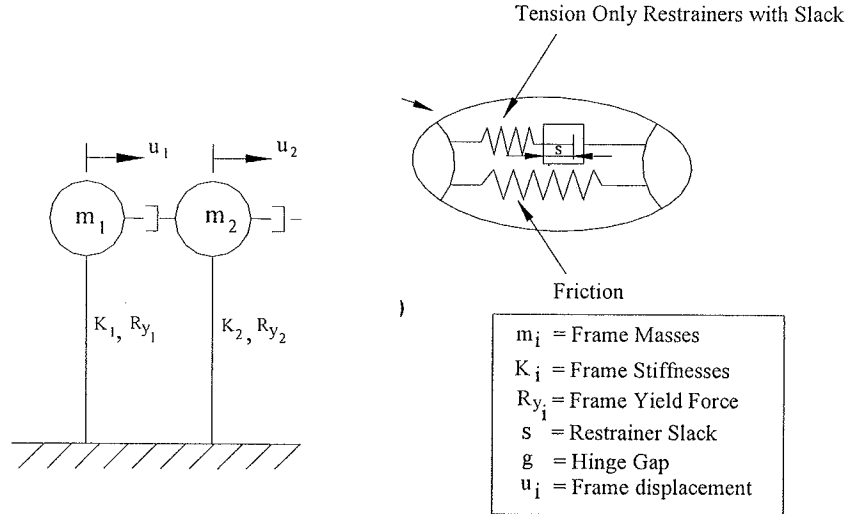 Tension Only Restrainers with Slack
u1
u2
s
m1
m2
Friction
)
K1, Ry1
K2, Ry2
mi = Frame Masses
Ki = Frame Stiffnesses
Ryi = Frame Yield Force
s = Restrainer Slack
g = Hinge Gap
ui = Frame displacement